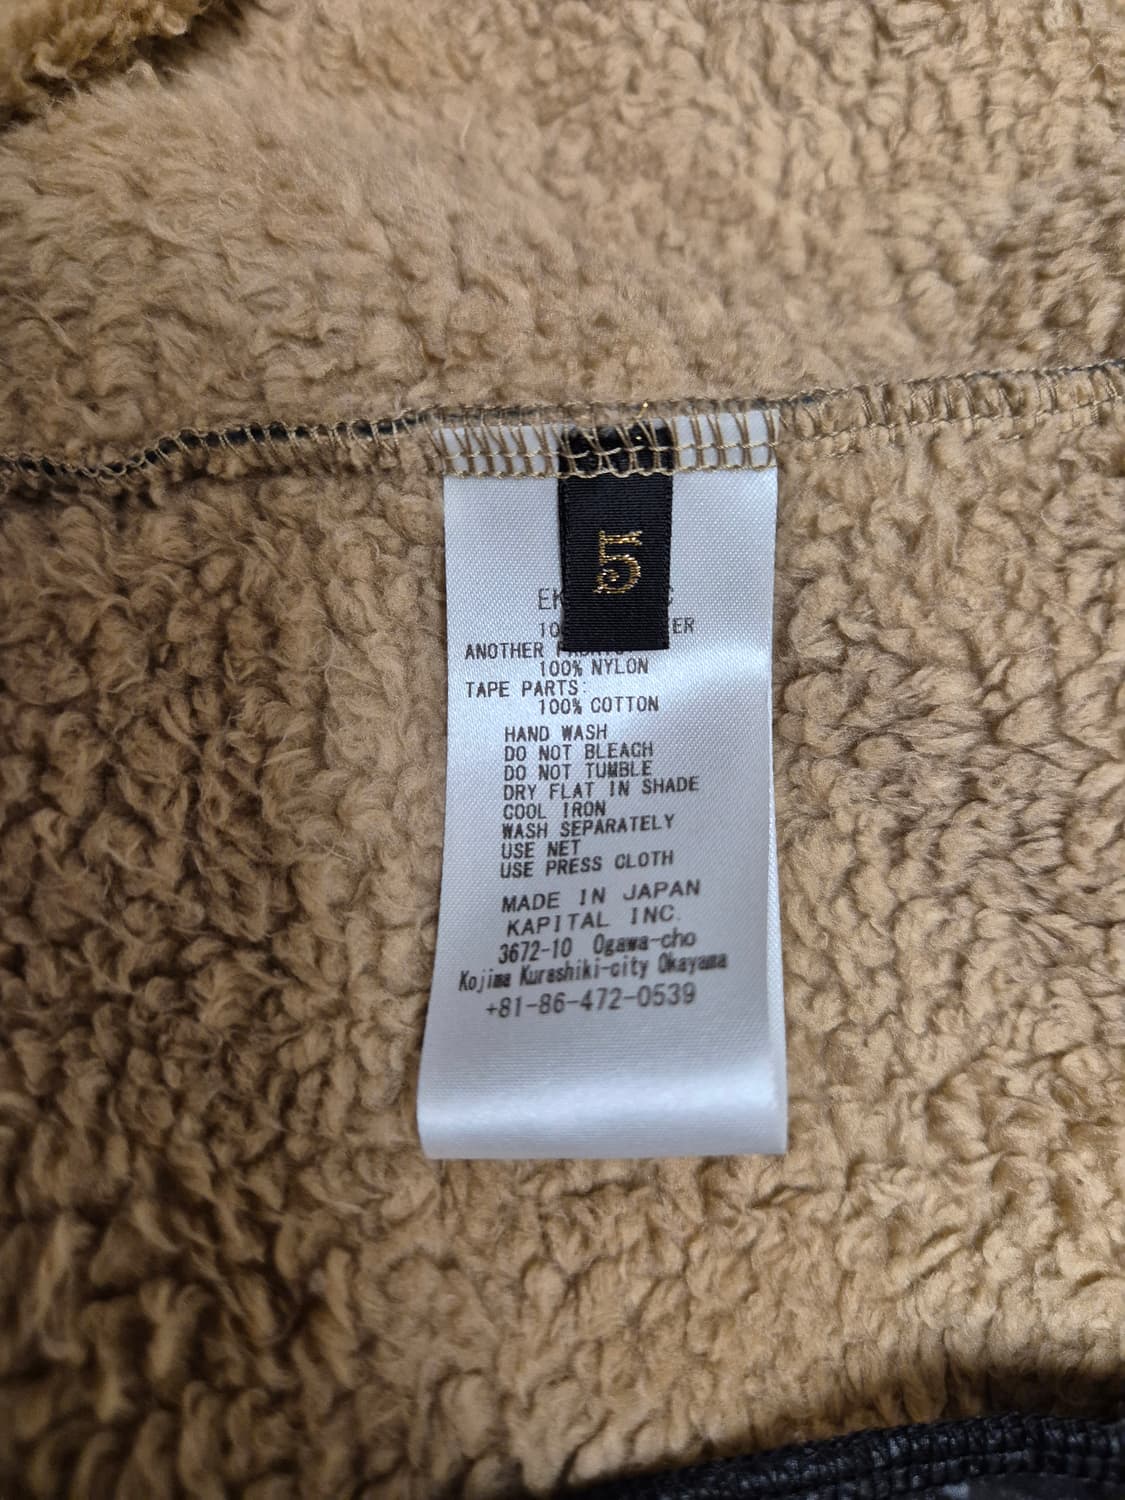 5
ANOTHER
100% NYLON
TAPE PARTS:
100% COTTON
HAND WASH
DO NOT BLEACH
DO NOT TUMBLE
DRY FLAT IN SHADE
COOL IRON
WASH SEPARATELY
USE NET
USE PRESS CLOTH
MADE IN JAPAN
KAPITAL INC.
3672-10 Ogawa-cho
Kojima Kurashiki-city Okayama
+81-86-472-0539